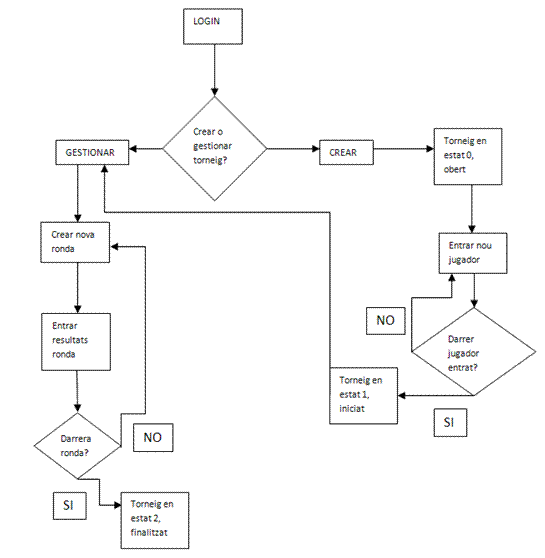 LOGIN
Crear o
gestionar
torneig?
GESTIONAR
CREAR
Torneig en
estat 0,
obert
Crear nova
ronda
Entrar nou
jugador
NO
Entrar
resultats
ronda
Darrer
jugador
entrat?
Torneig en
estat 1,
iniciat
SI
Darrera
ronda?
NO
SI
Torneig en
estat 2,
finalitzat